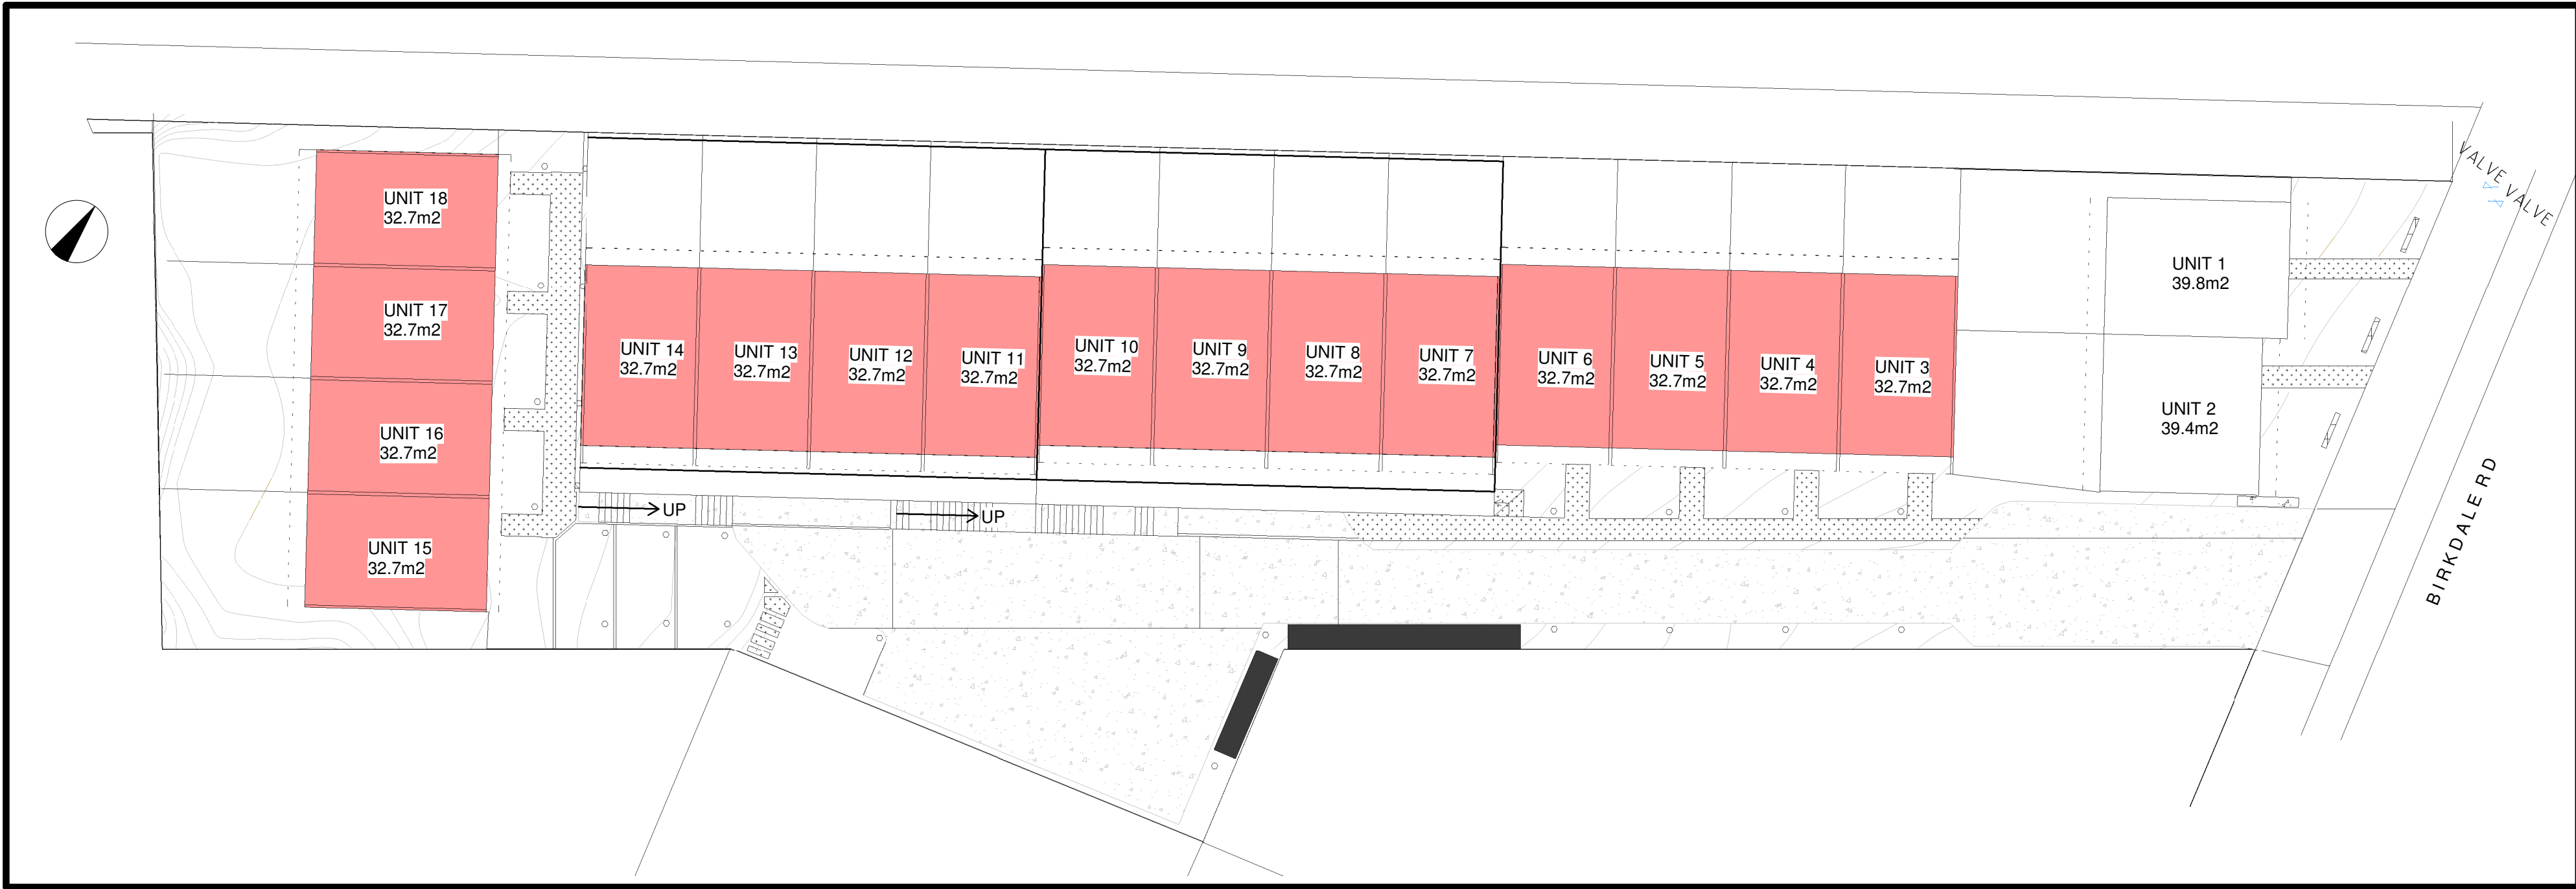 UNIT 18
32.7m2
UNIT 17
32.7m2
UNIT 16
32.7m2
UNIT 15
32.7m2
UNIT 14
32.7m2
UNIT 13
32.7m2
UNIT 12
32.7m2
UNIT 11
32.7m2
UNIT 10
32.7m2
UNIT 9
32.7m2
UNIT 8
32.7m2
UNIT 7
32.7m2
UNIT 6
32.7m2
UNIT 5
32.7m2
UNIT 4
32.7m2
UNIT 3
32.7m2
UNIT 1
39.8m2
UNIT 2
39.4m2
VALVE
VALVE
BIRKDALE RD
UP
UP